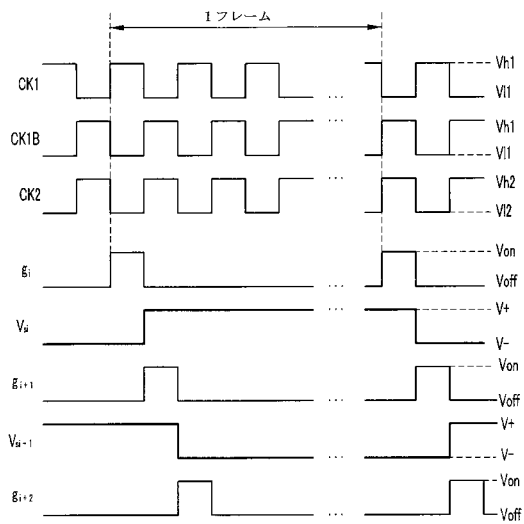 1 フレーム
CK1
Vh1
Vl1
CK1B
Vh1
Vl1
CK2
Vh2
Vl2
gi
Von
Voff
Vsi
V+
V-
gi+1
Von
Voff
Vsi-1
V+
V-
gi+2
Von
Voff
...